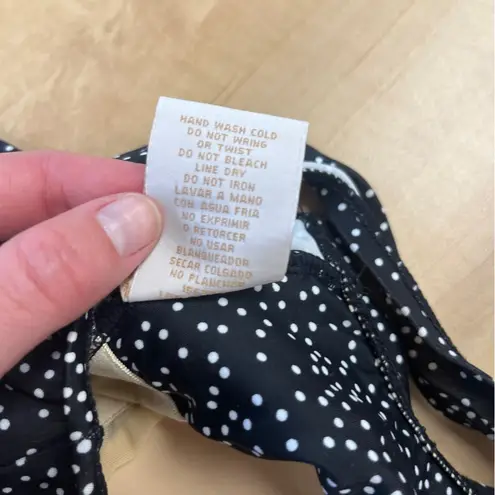 HAND WASH COLD
DO NOT WRING
OR TWIST
DO NOT BLEACH
LINE DRY
DO NOT IRON
LAVAR A MANO
CON AGUA FRIA
NO EXPRIMIR
O RETORCER
NO USAR
BLANQUEADOR
SECAR COLGADO
NO PLANCHAR